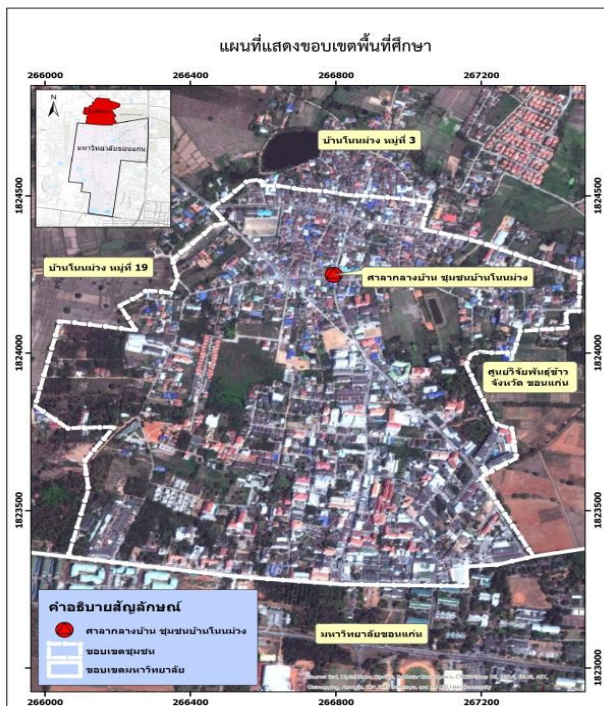 แผนที่แสดงขอบเขตพื้นที่ศึกษา
266000 266400 266800 267200
N
มหาวิทยาลัยขอนแก่น
บ้านโนนม่วง หมู่ที่ 3
1824500 1824500
บ้านโนนม่วง หมู่ที่ 19
ศาลากลางบ้าน ชุมชนบ้านโนนม่วง
1824000 1824000
ศูนย์วิจัยพันธุ์ข้าว
จังหวัด ขอนแก่น
1823500 1823500
คำอธิบายสัญลักษณ์
ศาลากลางบ้าน ชุมชนบ้านโนนม่วง
ขอบเขตชุมชน
ขอบเขตมหาวิทยาลัย
มหาวิทยาลัยขอนแก่น
1823000